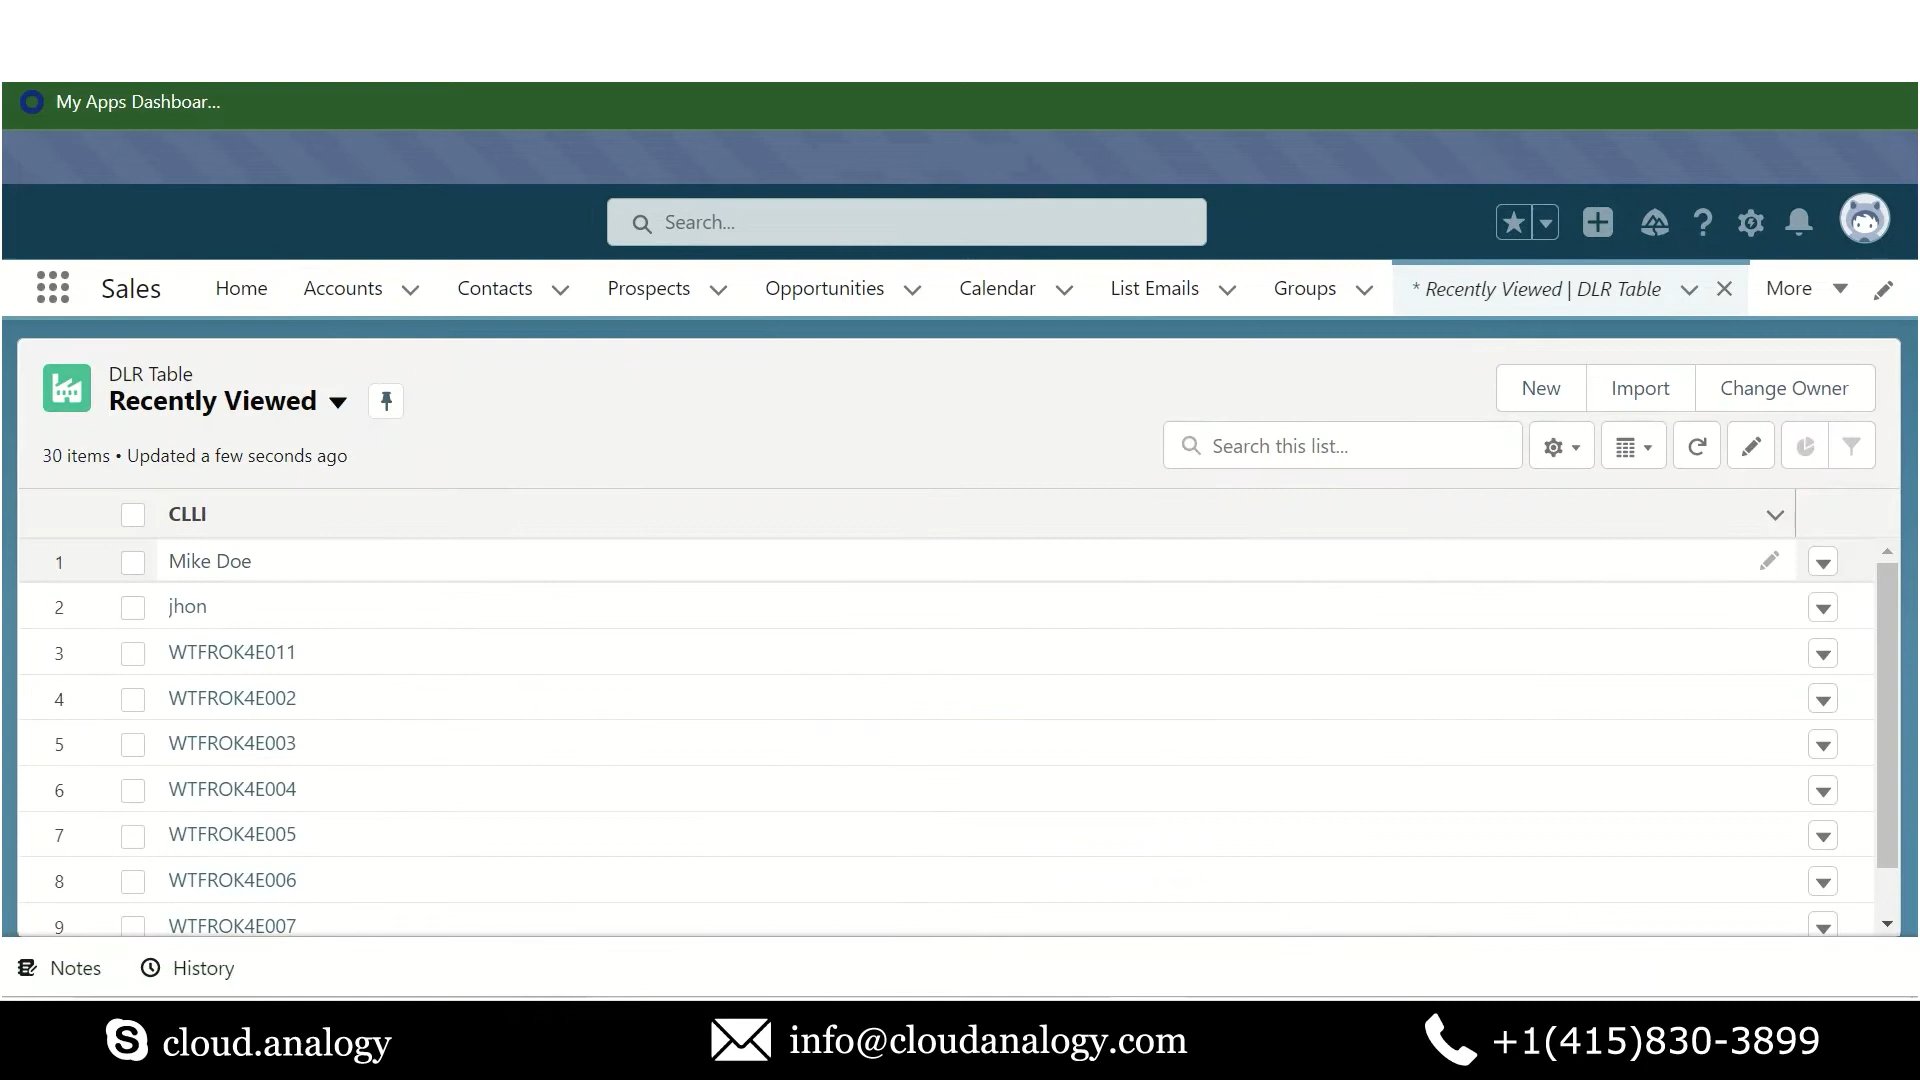 My Apps Dashboar...
Search...
Sales Home Accounts Contacts Prospects Opportunities Calendar List Emails Groups * Recently Viewed | DLR Table More
DLR Table
Recently Viewed
New Import Change Owner
30 items • Updated a few seconds ago
Search this list...
CLLI
1 Mike Doe
2 jhon
3 WTFROK4E011
4 WTFROK4E002
5 WTFROK4E003
6 WTFROK4E004
7 WTFROK4E005
8 WTFROK4E006
9 WTFROK4E007
Notes History
cloud.analogy info@cloudanalogy.com +1(415)830-3899